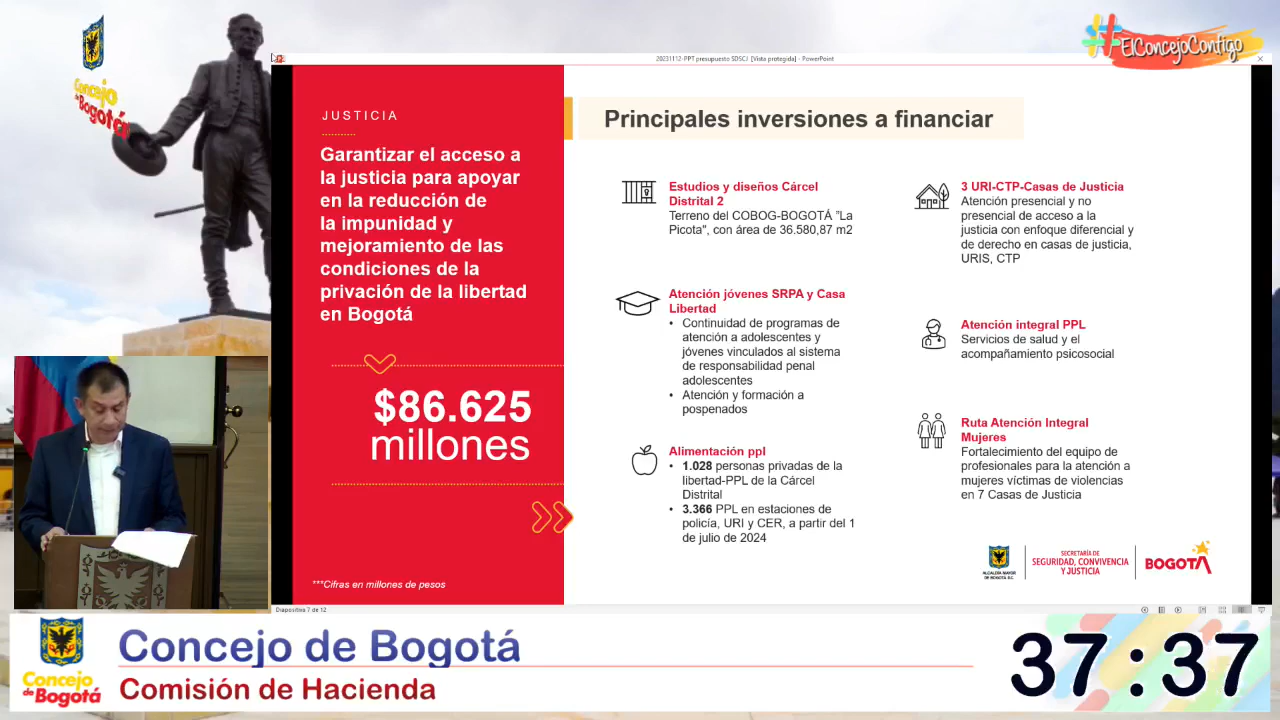 Concejo
de Bogotá
#ElConcejoContigo
20231112-PPT presupuesto SDSCJ [Vista protegida] - PowerPoint
JUSTICIA
Garantizar el acceso a
la justicia para apoyar
en la reducción de
la impunidad y
mejoramiento de las
condiciones de la
privación de la libertad
en Bogotá
$86.625
millones
***Cifras en millones de pesos
Principales inversiones a financiar
Estudios y diseños Cárcel
Distrital 2
Terreno del COBOG-BOGOTÁ "La
Picota", con área de 36.580,87 m2
Atención jóvenes SRPA y Casa
Libertad
• Continuidad de programas de
atención a adolescentes y
jóvenes vinculados al sistema
de responsabilidad penal
adolescentes
• Atención y formación a
pospenados
Alimentación ppl
• 1.028 personas privadas de la
libertad-PPL de la Cárcel
Distrital
• 3.366 PPL en estaciones de
policía, URI y CER, a partir del 1
de julio de 2024
3 URI-CTP-Casas de Justicia
Atención presencial y no
presencial de acceso a la
justicia con enfoque diferencial y
de derecho en casas de justicia,
URIS, CTP
Atención integral PPL
Servicios de salud y el
acompañamiento psicosocial
Ruta Atención Integral
Mujeres
Fortalecimiento del equipo de
profesionales para la atención a
mujeres víctimas de violencias
en 7 Casas de Justicia
ALCALDÍA MAYOR
DE BOGOTÁ D.C.
SECRETARÍA DE
SEGURIDAD, CONVIVENCIA
Y JUSTICIA
BOGOTÁ
Diapositiva 7 de 12
Concejo
de Bogotá
Concejo de Bogotá
Comisión de Hacienda
37:37